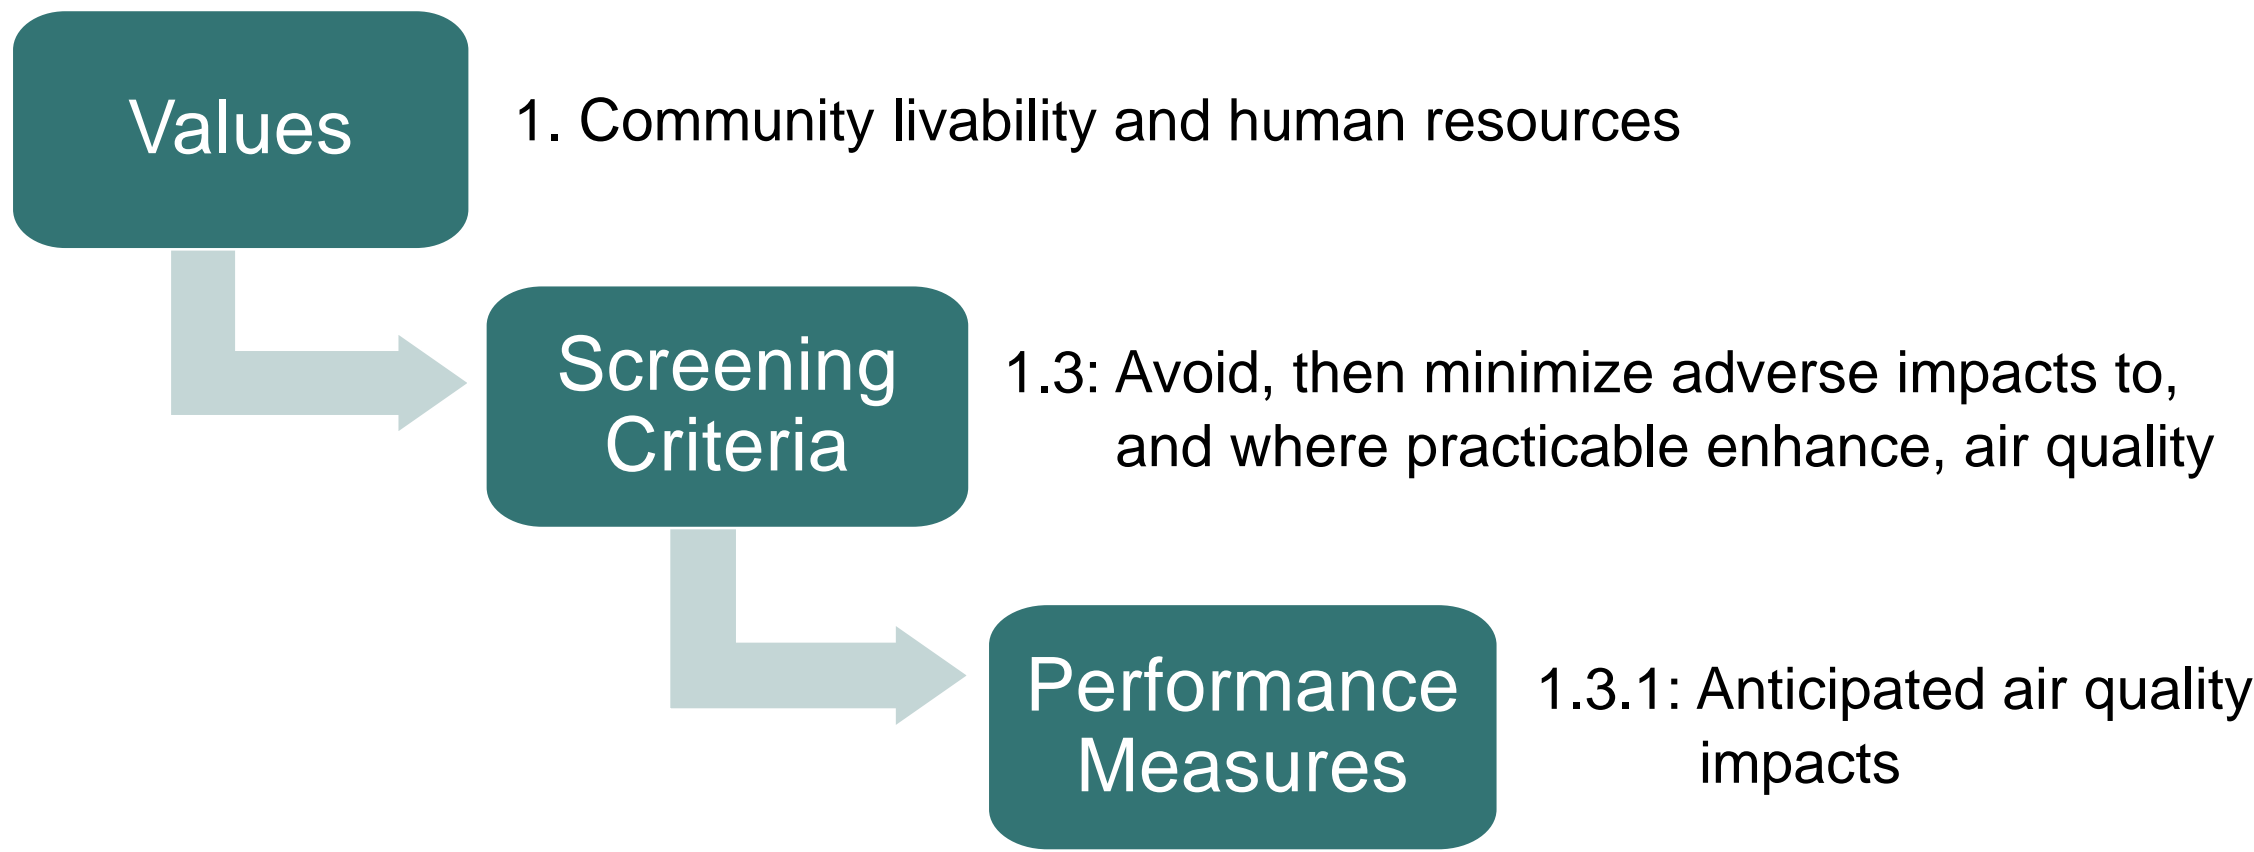 Values
1. Community livability and human resources
Screening
Criteria
1.3: Avoid, then minimize adverse impacts to,
and where practicable enhance, air quality
Performance
Measures
1.3.1: Anticipated air quality
impacts